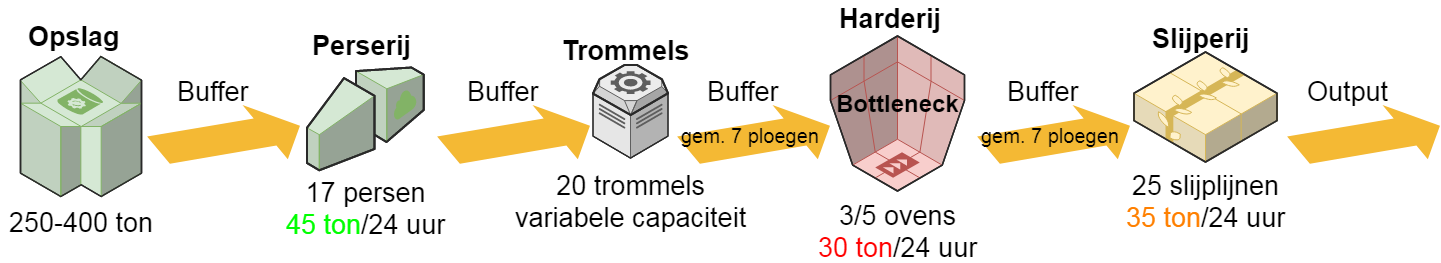 Opslag
250-400 ton
Buffer
Perserij
17 persen
45 ton/24 uur
Buffer
Trommels
20 trommels
variabele capaciteit
Buffer
gem. 7 ploegen
Harderij
Bottleneck
3/5 ovens
30 ton/24 uur
Buffer
gem. 7 ploegen
Slijperij
25 slijplijnen
35 ton/24 uur
Output